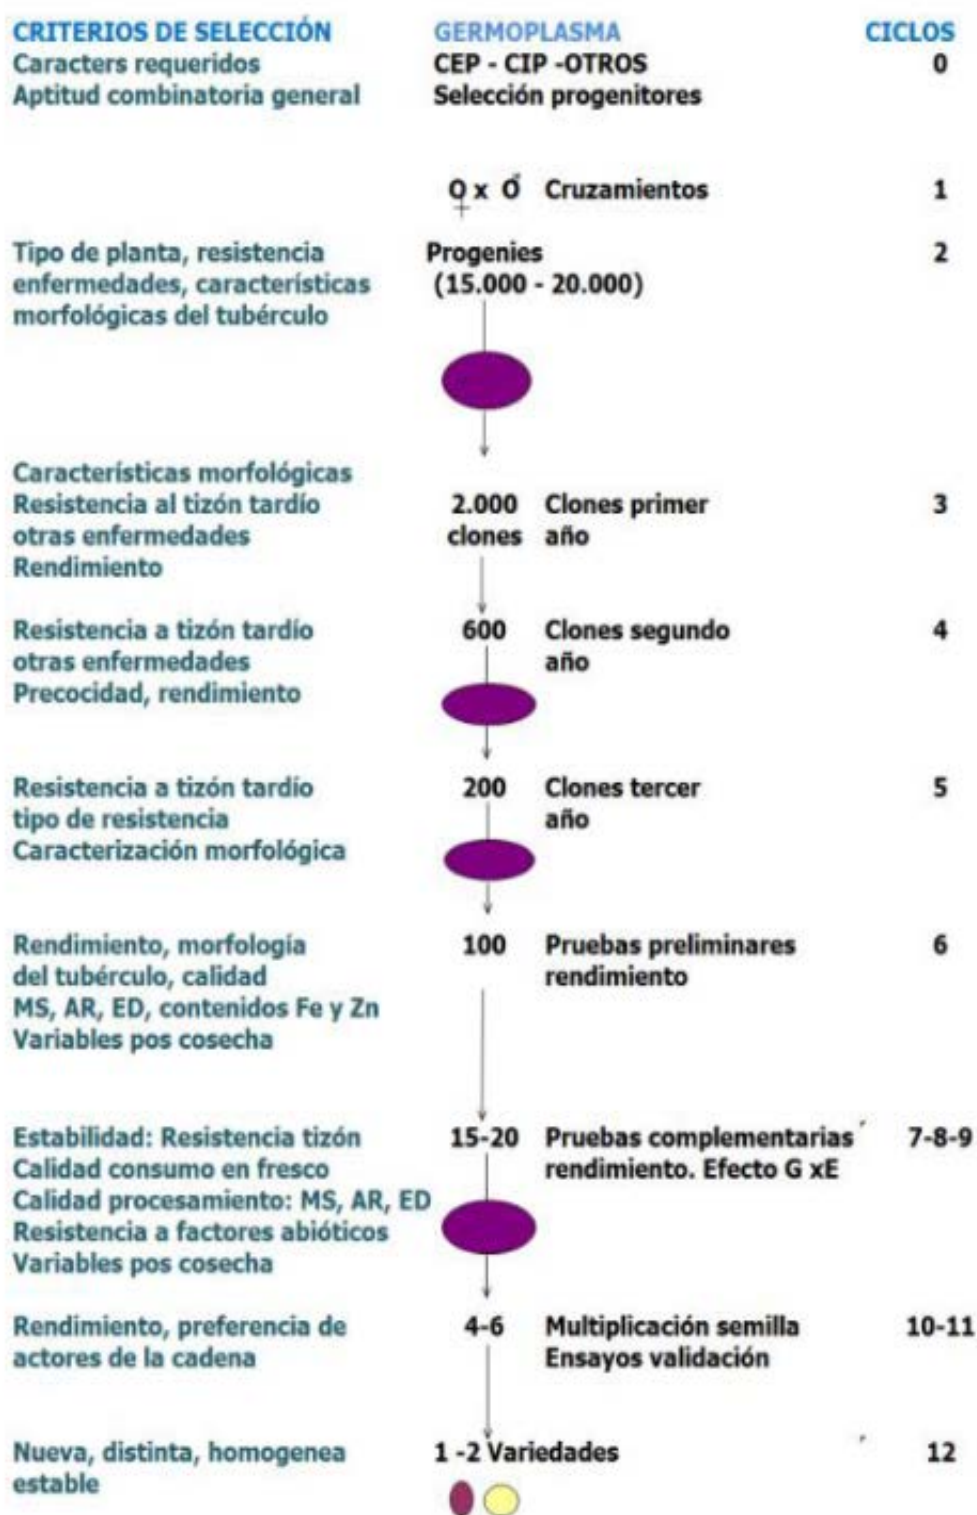 CRITERIOS DE SELECCIÓN GERMOPLASMA CICLOS
Caracters requeridos CEP - CIP -OTROS 0
Aptitud combinatoria general Selección progenitores
♀ x ♂ Cruzamientos 1
Tipo de planta, resistencia Progenies 2
enfermedades, características (15.000 - 20.000)
morfológicas del tubérculo
Características morfológicas
Resistencia al tizón tardío 2.000 Clones primer 3
otras enfermedades clones año
Rendimiento
Resistencia a tizón tardío 600 Clones segundo 4
otras enfermedades año
Precocidad, rendimiento
Resistencia a tizón tardío 200 Clones tercer 5
tipo de resistencia año
Caracterización morfológica
Rendimiento, morfología 100 Pruebas preliminares 6
del tubérculo, calidad rendimiento
MS, AR, ED, contenidos Fe y Zn
Variables pos cosecha
Estabilidad: Resistencia tizón 15-20 Pruebas complementarias 7-8-9
Calidad consumo en fresco rendimiento. Efecto G xE
Calidad procesamiento: MS, AR, ED
Resistencia a factores abióticos
Variables pos cosecha
Rendimiento, preferencia de 4-6 Multiplicación semilla 10-11
actores de la cadena Ensayos validación
Nueva, distinta, homogenea 1 -2 Variedades 12
estable